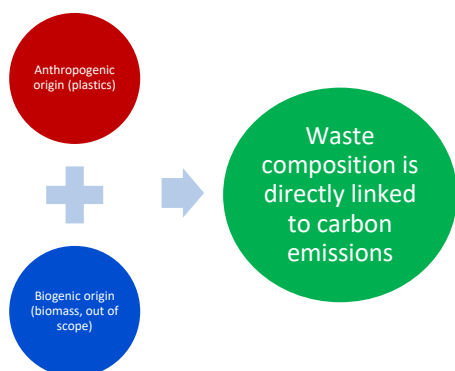 Anthropogenic
origin (plastics)
Waste
composition is
directly linked
to carbon
emissions
Biogenic origin
(biomass, out of
scope)